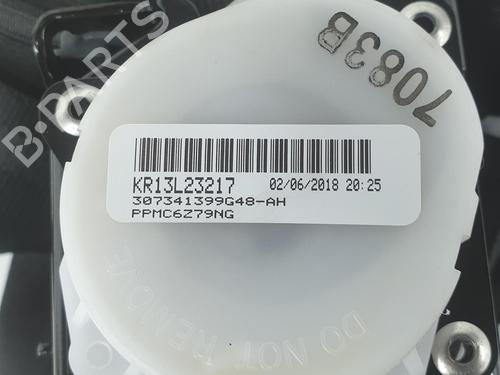 B-PARTS
7083B
KR13L23217 02/06/2018 20:25
307341399G48-AH
PPMC6Z79NG
DO NOT REMOVE